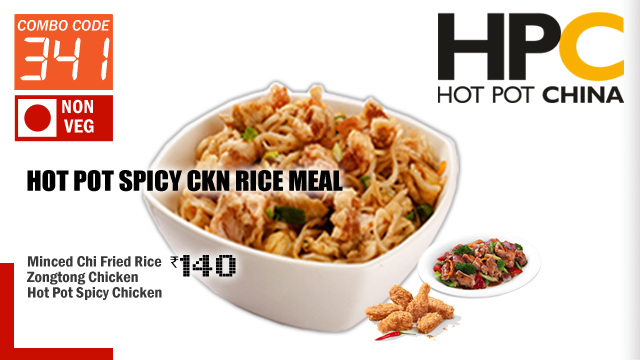 COMBO CODE
341
NON
VEG
HPC
HOT POT CHINA
HOT POT SPICY CKN RICE MEAL
Minced Chi Fried Rice
Zongtong Chicken
Hot Pot Spicy Chicken
₹140